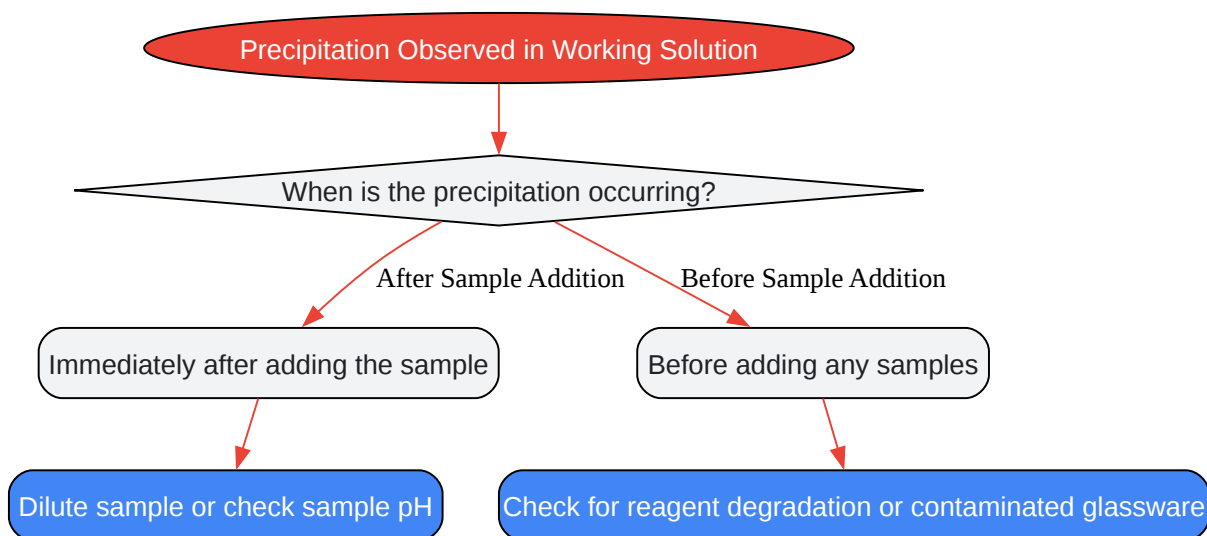 Precipitation Observed in Working Solution
When is the precipitation occurring?
After Sample Addition
Before Sample Addition
Immediately after adding the sample
Before adding any samples
Dilute sample or check sample pH
Check for reagent degradation or contaminated glassware